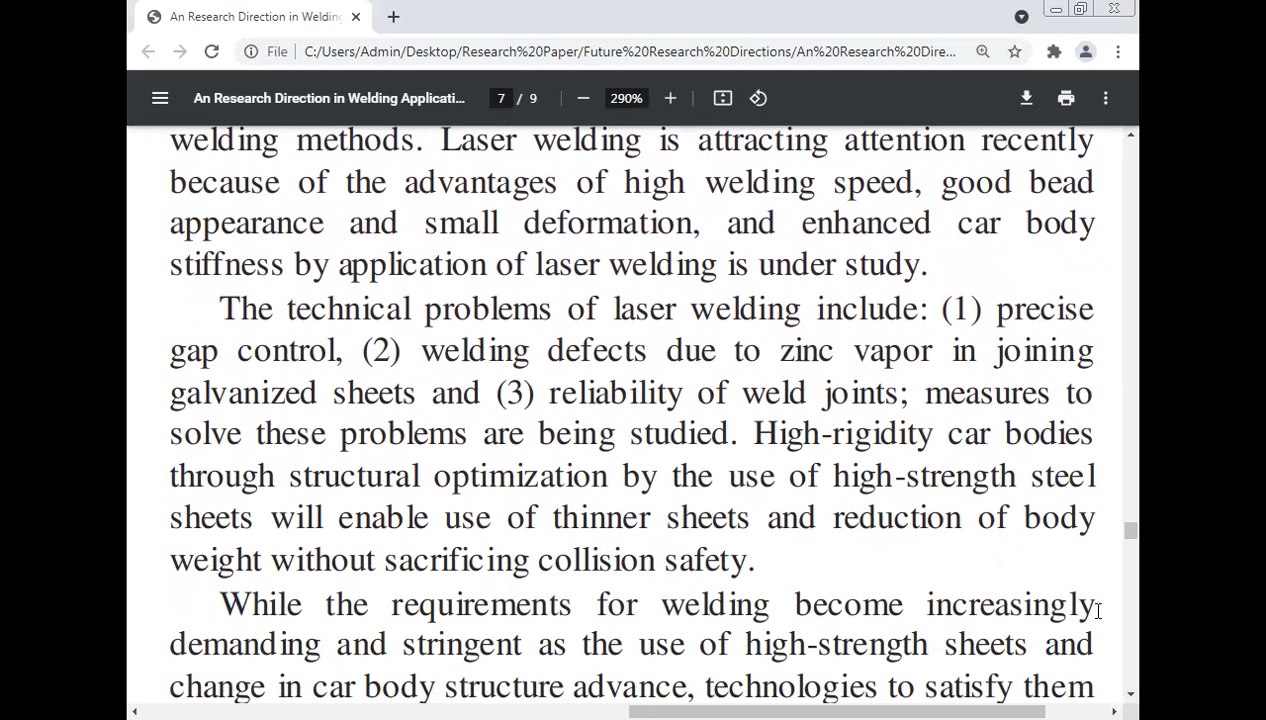 An Research Direction in Welding
File C:/Users/Admin/Desktop/Research%20Paper/Future%20Research%20Directions/An%20Research%20Dire...
An Research Direction in Welding Applicati... 7 / 9 290%
welding methods. Laser welding is attracting attention recently
because of the advantages of high welding speed, good bead
appearance and small deformation, and enhanced car body
stiffness by application of laser welding is under study.
The technical problems of laser welding include: (1) precise
gap control, (2) welding defects due to zinc vapor in joining
galvanized sheets and (3) reliability of weld joints; measures to
solve these problems are being studied. High-rigidity car bodies
through structural optimization by the use of high-strength steel
sheets will enable use of thinner sheets and reduction of body
weight without sacrificing collision safety.
While the requirements for welding become increasingly
demanding and stringent as the use of high-strength sheets and
change in car body structure advance, technologies to satisfy them